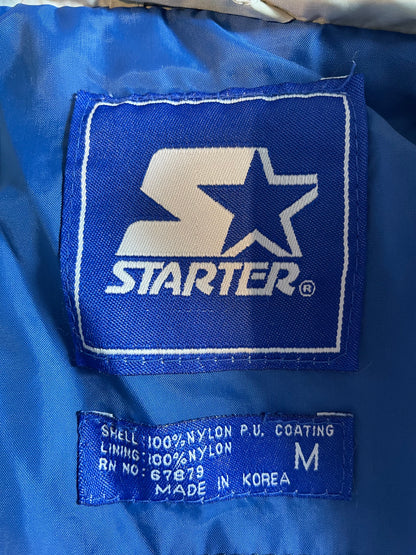 STARTER®
SHELL: 100% NYLON P.U. COATING
LINING: 100% NYLON
RN NO: 67879
MADE IN KOREA
M